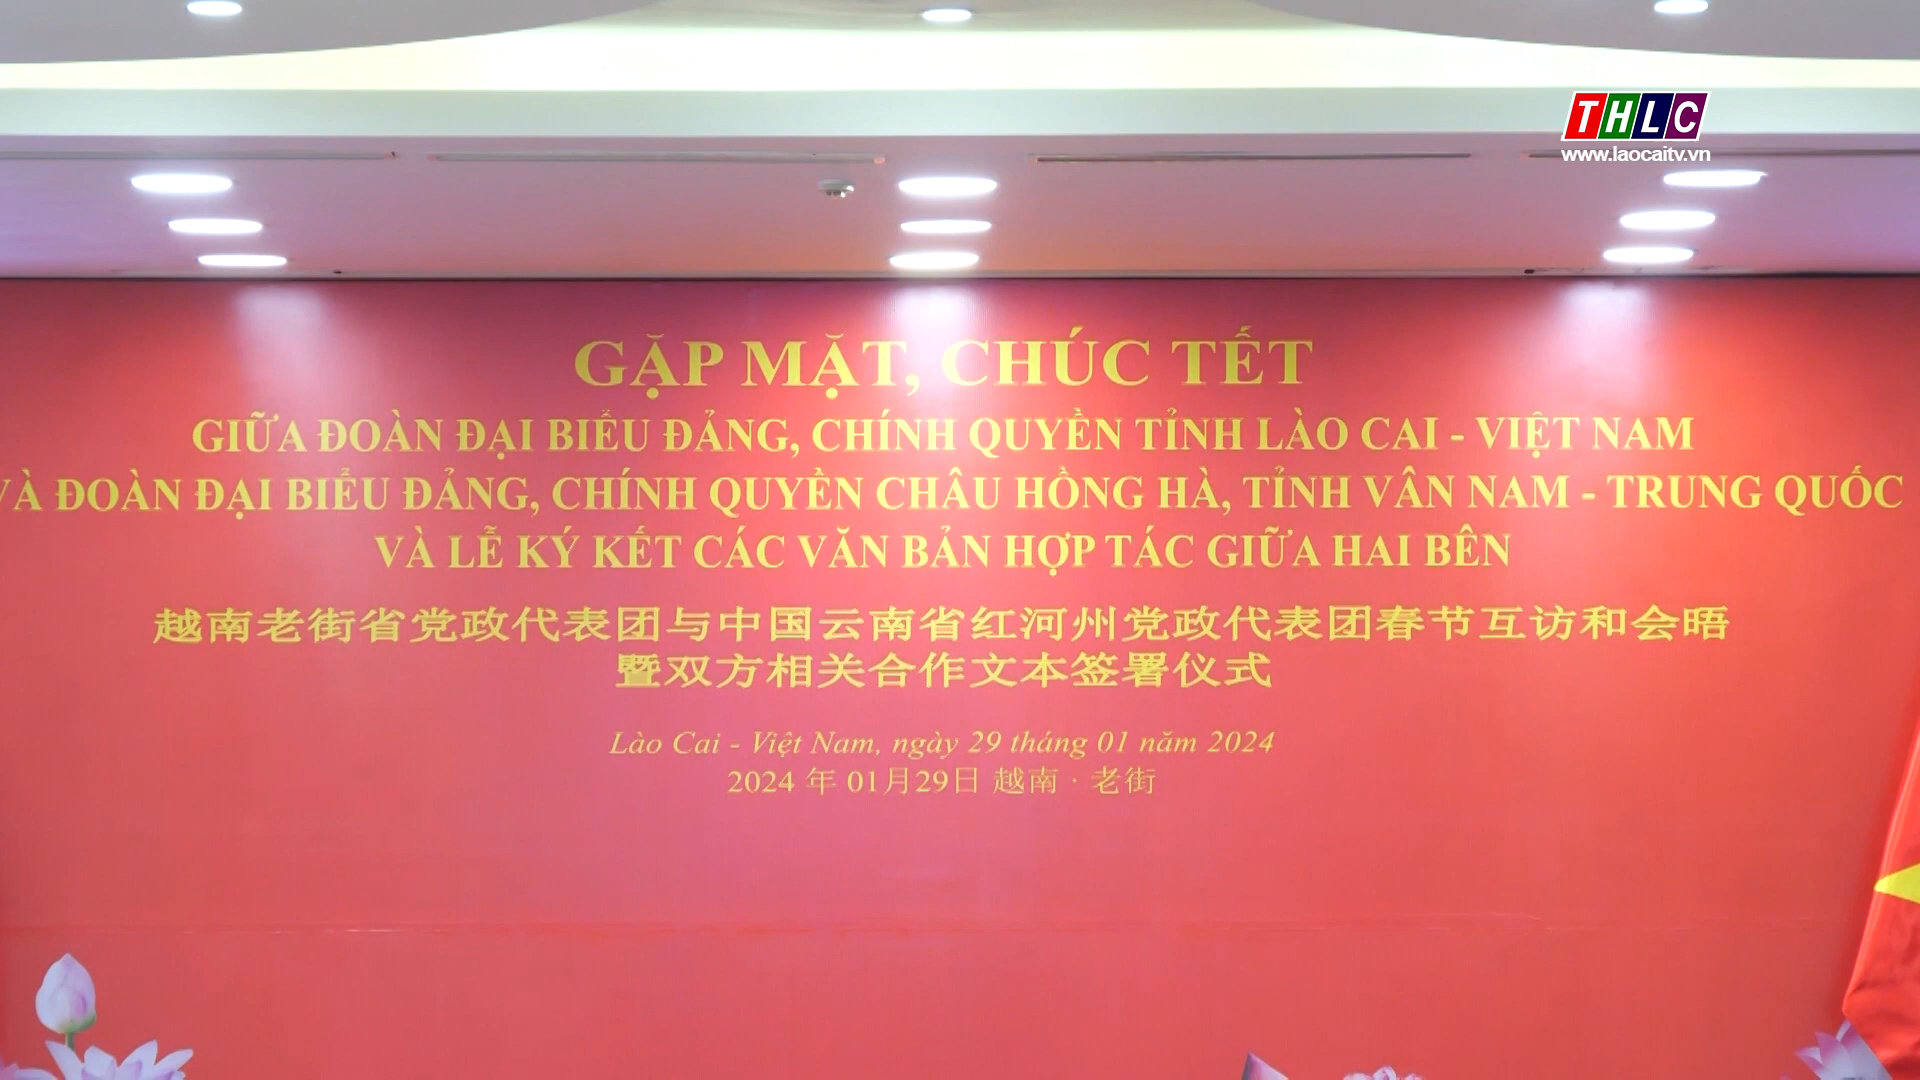 THLC
www.laocaitv.vn
GẶP MẶT, CHÚC TẾT
GIỮA ĐOÀN ĐẠI BIỂU ĐẢNG, CHÍNH QUYỀN TỈNH LÀO CAI - VIỆT NAM
VÀ ĐOÀN ĐẠI BIỂU ĐẢNG, CHÍNH QUYỀN CHÂU HỒNG HÀ, TỈNH VÂN NAM - TRUNG QUỐC
VÀ LỄ KÝ KẾT CÁC VĂN BẢN HỢP TÁC GIỮA HAI BÊN
越南老街省党政代表团与中国云南省红河州党政代表团春节互访和会晤
暨双方相关合作文本签署仪式
Lào Cai - Việt Nam, ngày 29 tháng 01 năm 2024
2024 年 01月29日 越南 · 老街